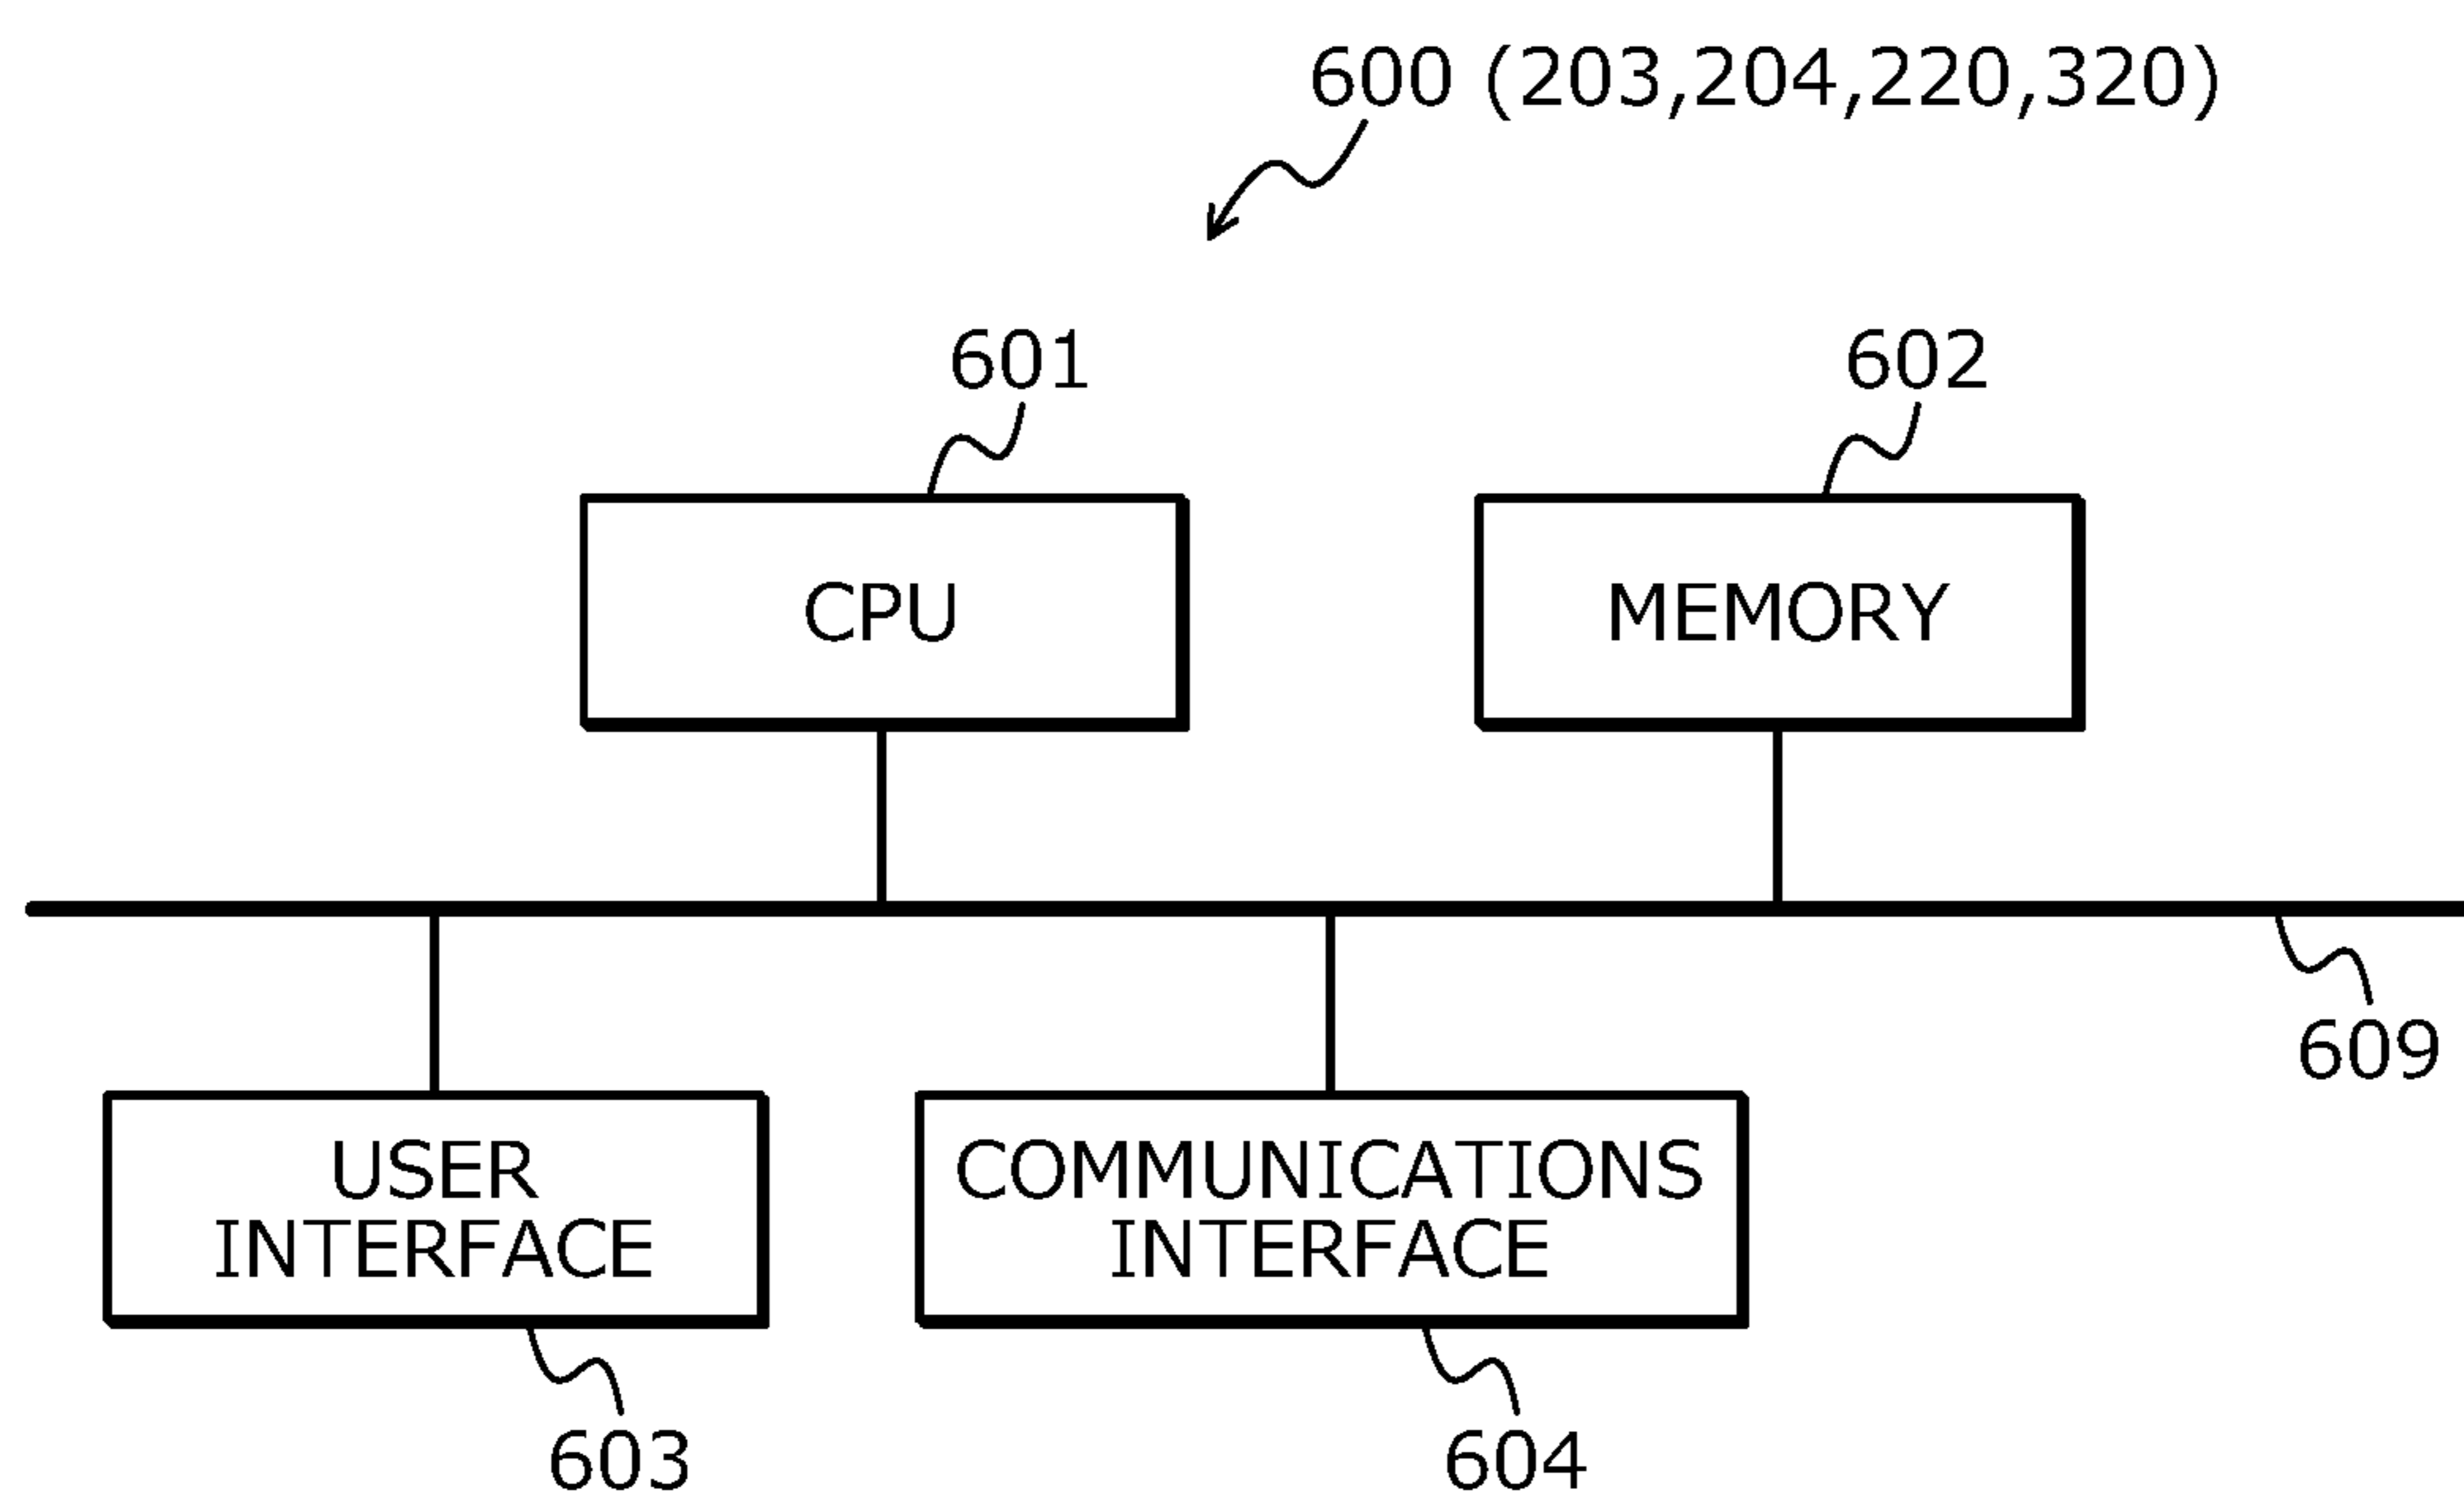 600 (203,204,220,320)
601
602
CPU
MEMORY
609
USER
INTERFACE
COMMUNICATIONS
INTERFACE
603
604